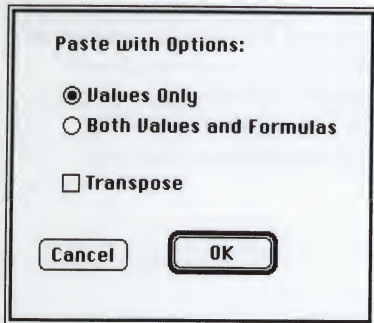 Paste with Options:
Values Only
Both Values and Formulas
Transpose
Cancel OK